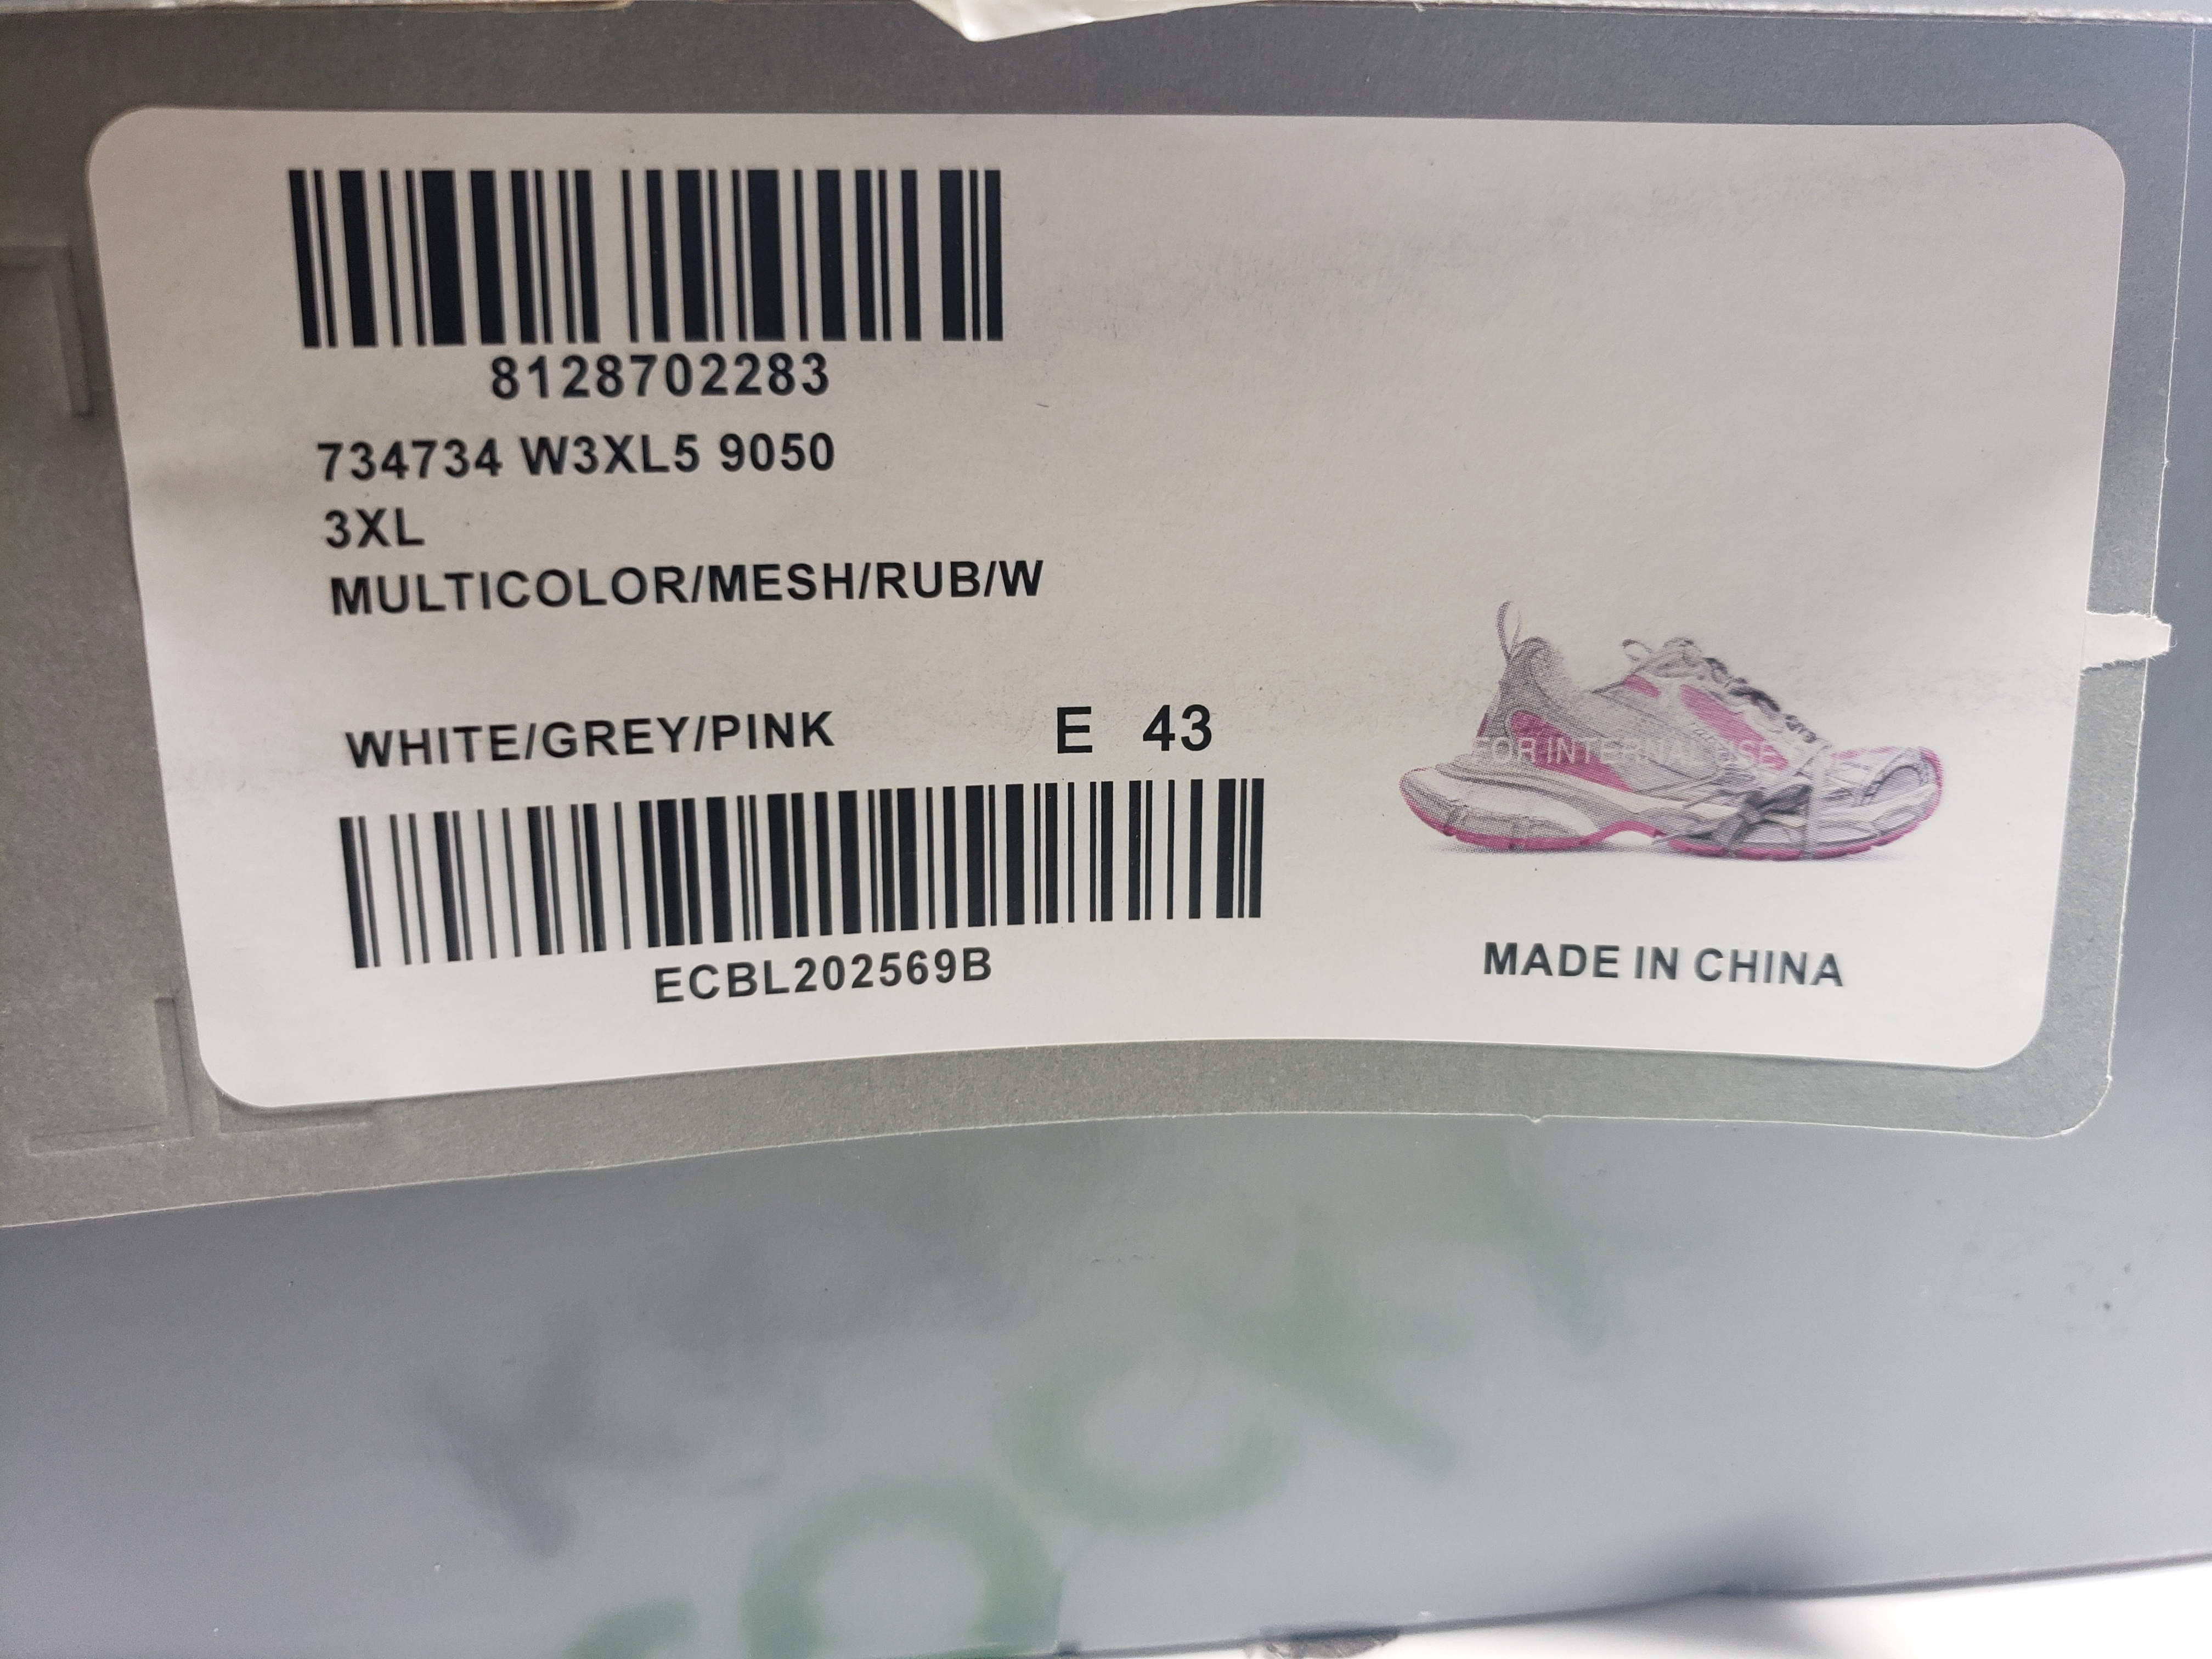 8128702283
734734 W3XL5 9050
3XL
MULTICOLOR/MESH/RUB/W
WHITE/GREY/PINK E 43
FOR INTERNAL USE
ECBL202569B
MADE IN CHINA